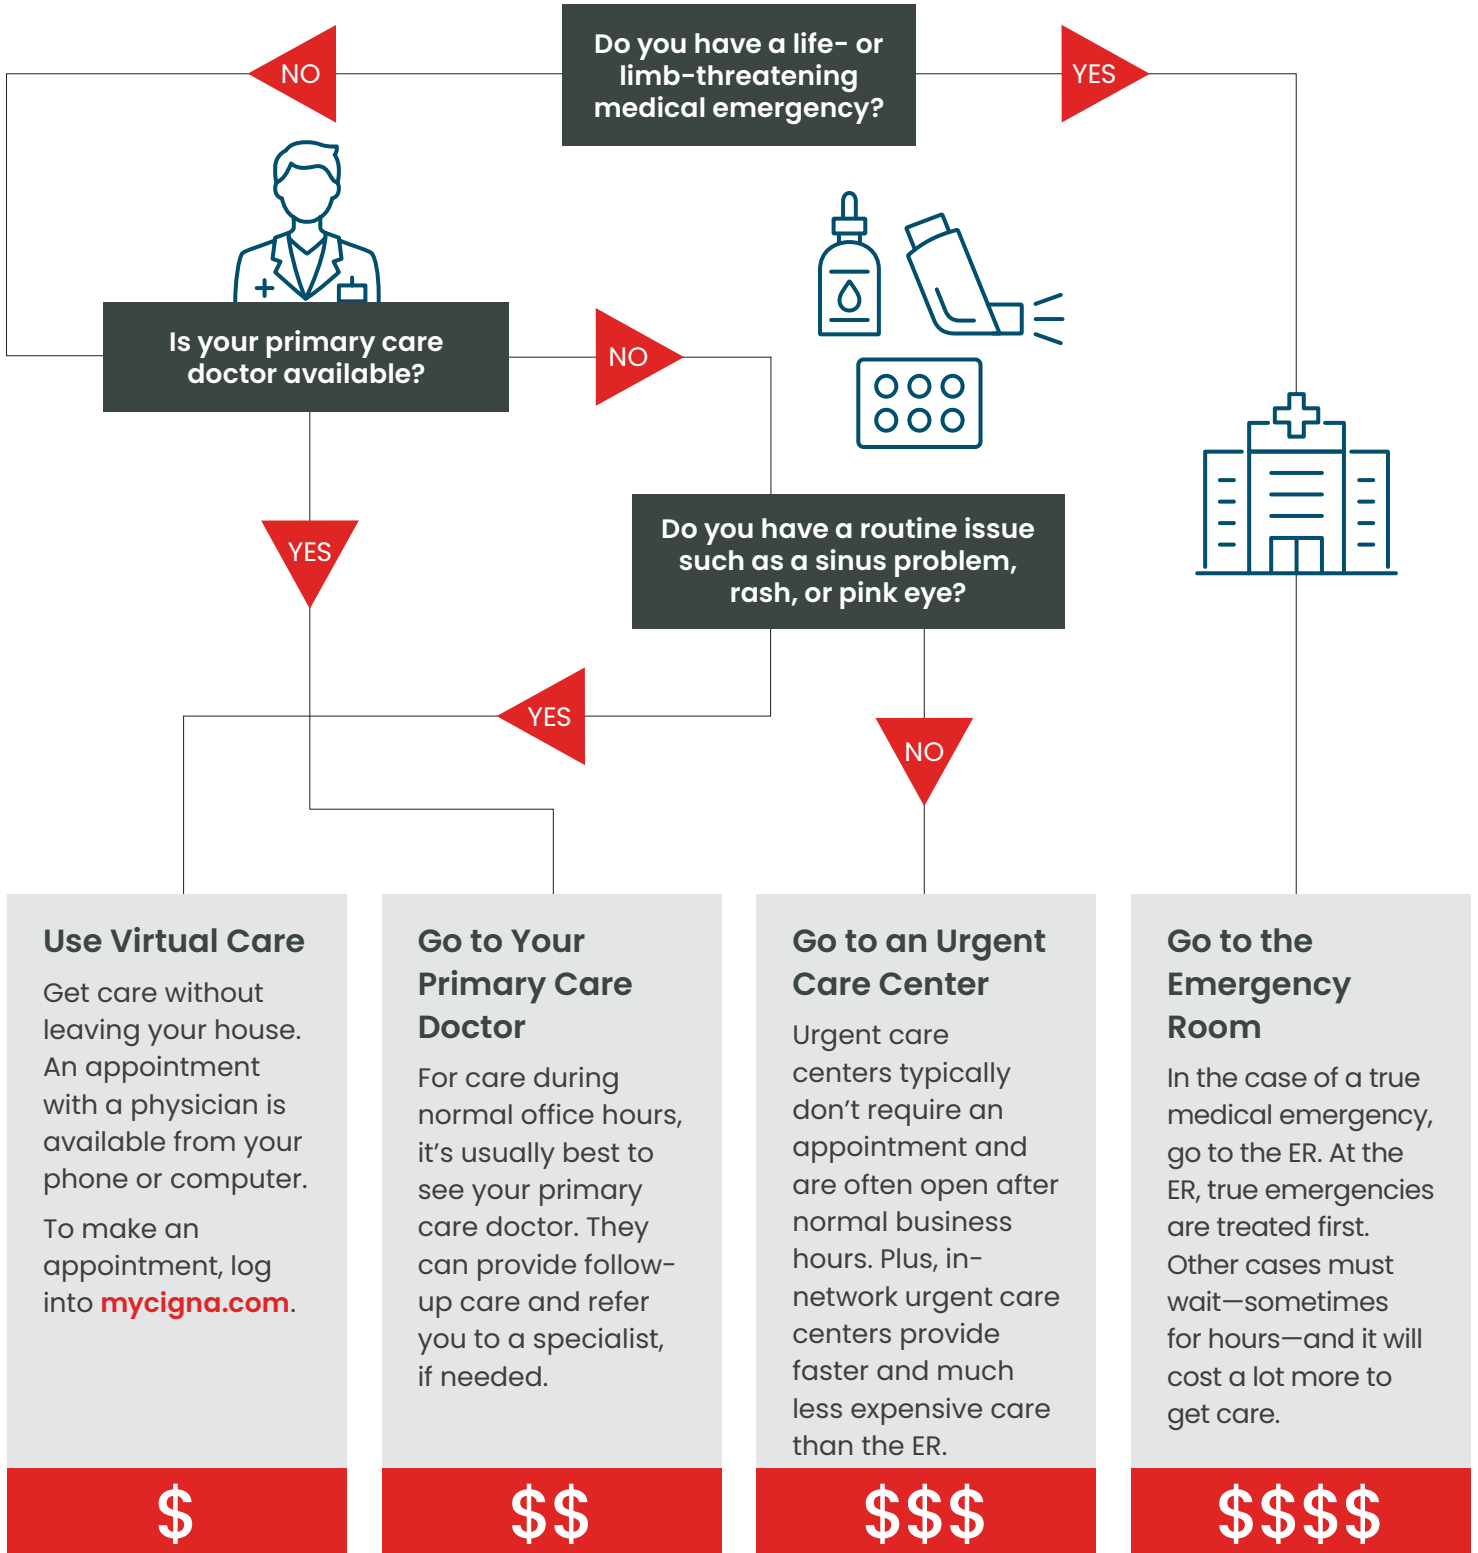 Do you have a life- or
limb-threatening
medical emergency?
NO
YES
Is your primary care
doctor available?
NO
YES
Do you have a routine issue
such as a sinus problem,
rash, or pink eye?
YES
NO
Use Virtual Care
Get care without
leaving your house.
An appointment
with a physician is
available from your
phone or computer.
To make an
appointment, log
into mycigna.com.
$
Go to Your
Primary Care
Doctor
For care during
normal office hours,
it’s usually best to
see your primary
care doctor. They
can provide follow-
up care and refer
you to a specialist,
if needed.
$$
Go to an Urgent
Care Center
Urgent care
centers typically
don’t require an
appointment and
are often open after
normal business
hours. Plus, in-
network urgent care
centers provide
faster and much
less expensive care
than the ER.
$$$
Go to the
Emergency
Room
In the case of a true
medical emergency,
go to the ER. At the
ER, true emergencies
are treated first.
Other cases must
wait—sometimes
for hours—and it will
cost a lot more to
get care.
$$$$